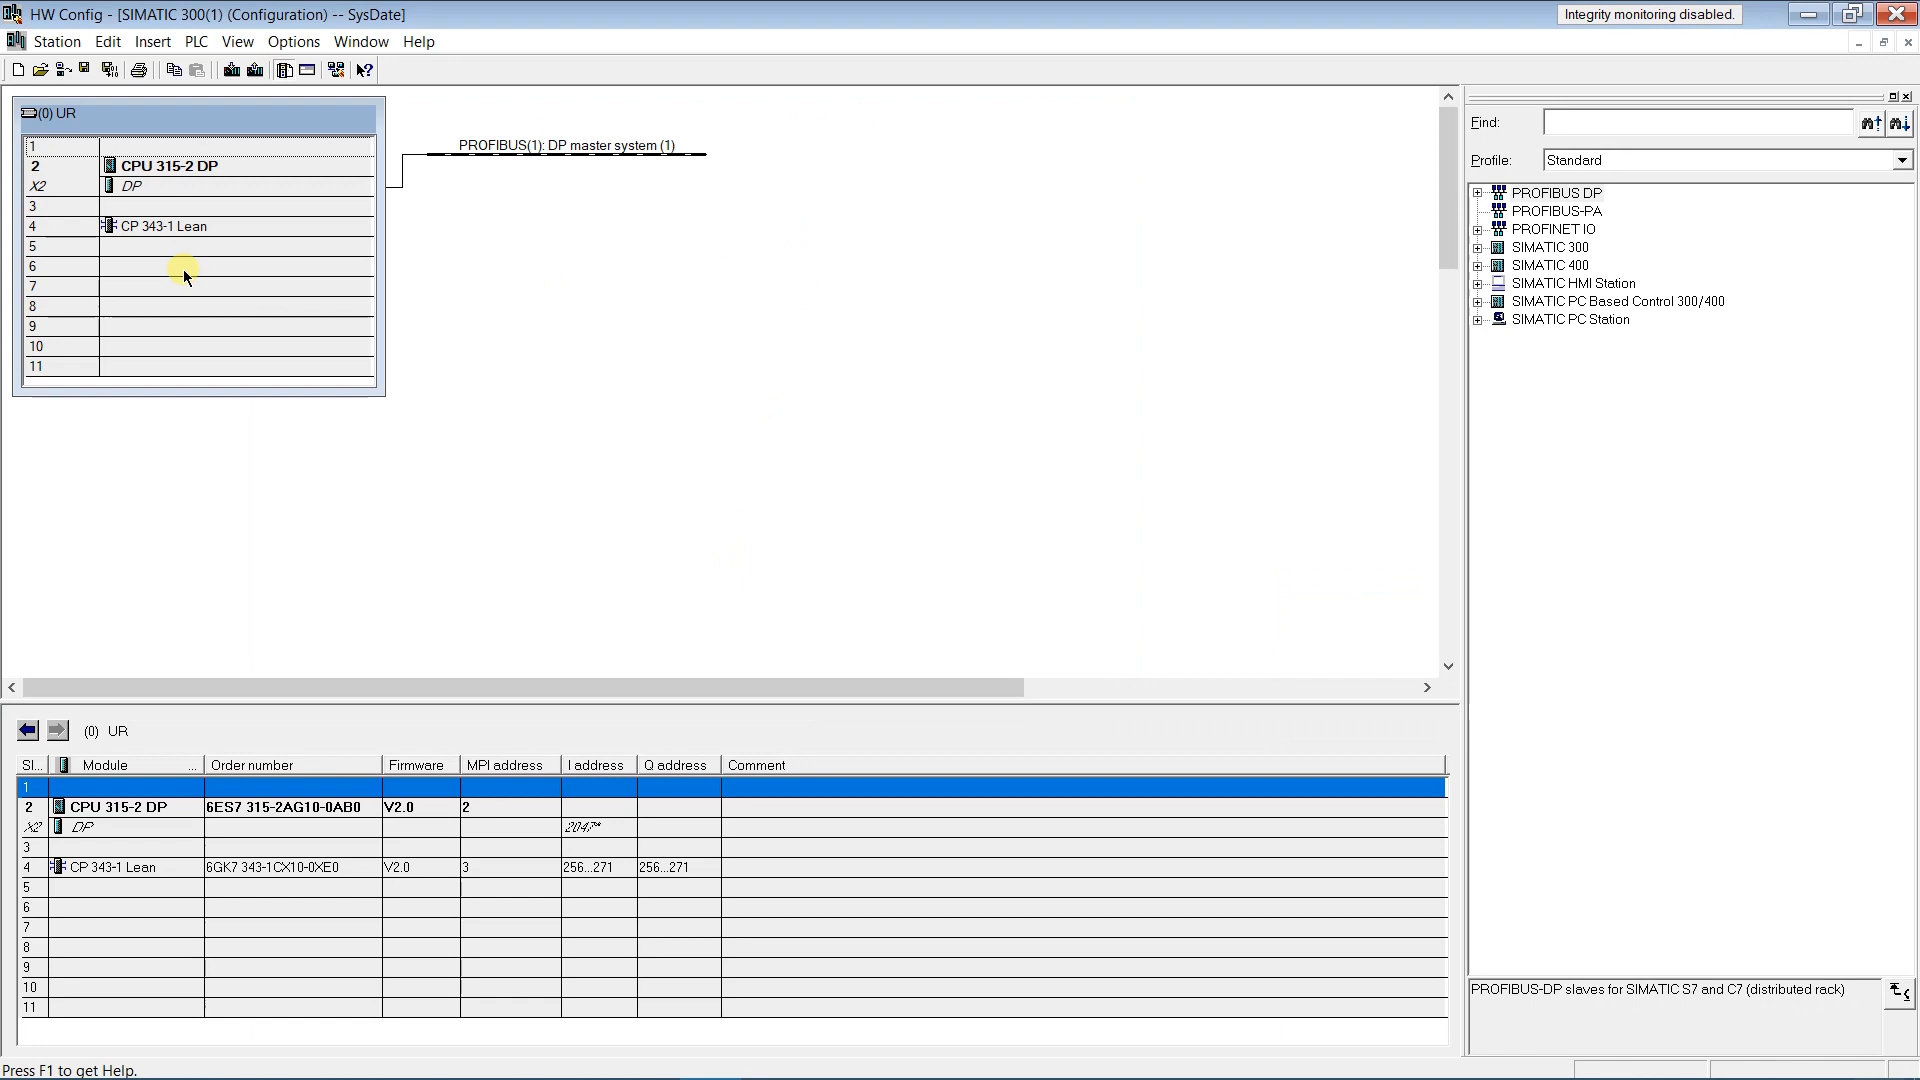 HW Config - [SIMATIC 300(1) (Configuration) -- SysDate]
Integrity monitoring disabled.
Station Edit Insert PLC View Options Window Help
(0) UR
1
2 CPU 315-2 DP
X2 DP
3
4 CP 343-1 Lean
5
6
7
8
9
10
11
PROFIBUS(1): DP master system (1)
Find:
Profile: Standard
PROFIBUS DP
PROFIBUS-PA
PROFINET IO
SIMATIC 300
SIMATIC 400
SIMATIC HMI Station
SIMATIC PC Based Control 300/400
SIMATIC PC Station
(0) UR
Sl... Module ... Order number Firmware MPI address I address Q address Comment
1
2 CPU 315-2 DP 6ES7 315-2AG10-0AB0 V2.0 2
X2 DP 2047*
3
4 CP 343-1 Lean 6GK7 343-1CX10-0XE0 V2.0 3 256...271 256...271
5
6
7
8
9
10
11
PROFIBUS-DP slaves for SIMATIC S7 and C7 (distributed rack)
Press F1 to get Help.